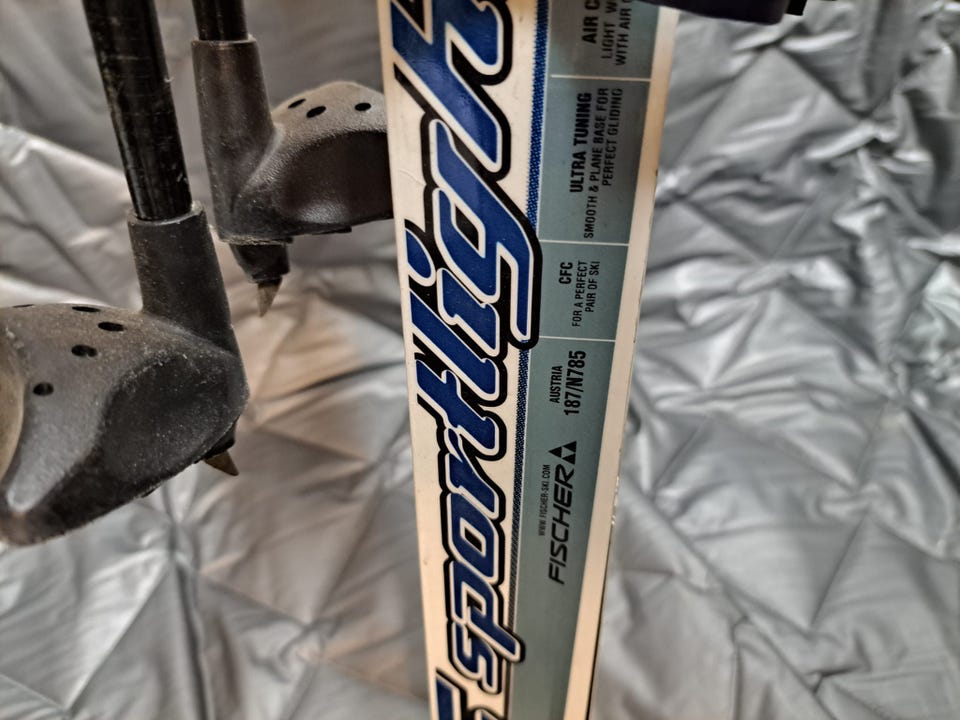 sportlight
AIR C
LIGHT W
WITH AIR
ULTRA TUNING
SMOOTH & PLANE BASE FOR
PERFECT GLIDING
CFC
FOR A PERFECT
PAIR OF SKI
AUSTRIA
187/N785
WWW.FISCHER-SKI.COM
FISCHER